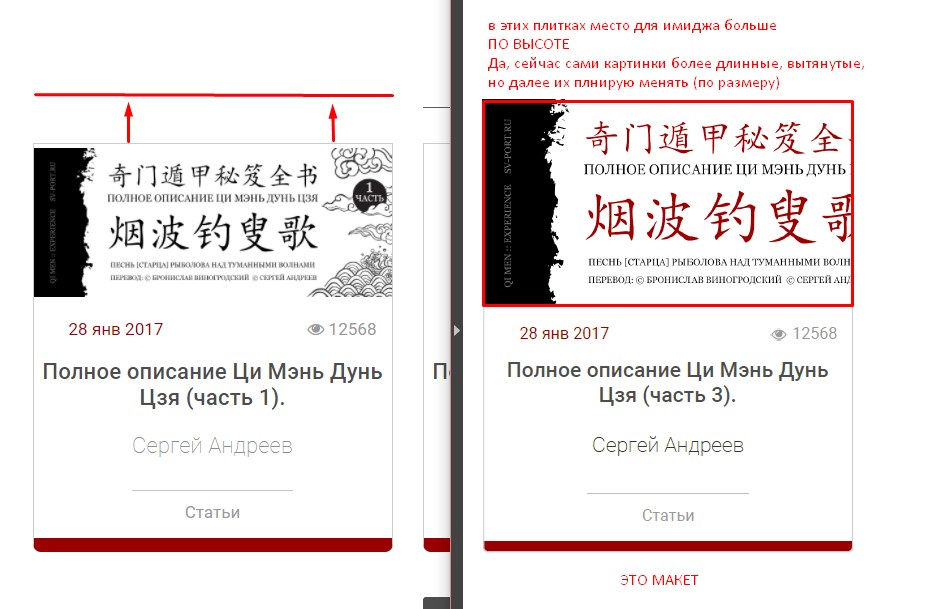 в этих плитках место для имиджа больше
ПО ВЫСОТЕ
Да, сейчас сами картинки более длинные, вытянутые,
но далее их плнирую менять (по размеру)
QI MEN :: EXPERIENCE SV-PORT.RU
奇门遁甲秘笈全书
ПОЛНОЕ ОПИСАНИЕ ЦИ МЭНЬ ДУНЬ ЦЗЯ
1
ЧАСТЬ
烟波钓叟歌
ПЕСНЬ [СТАРЦА] РЫБОЛОВА НАД ТУМАННЫМИ ВОЛНАМИ
ПЕРЕВОД: © БРОНИСЛАВ ВИНОГРОДСКИЙ © СЕРГЕЙ АНДРЕЕВ
28 янв 2017
12568
Полное описание Ци Мэнь Дунь
Цзя (часть 1).
Сергей Андреев
Статьи
По
QI MEN :: EXPERIENCE SV-PORT.RU
奇门遁甲秘笈全
ПОЛНОЕ ОПИСАНИЕ ЦИ МЭНЬ ДУНЬ
烟波钓叟歌
ПЕСНЬ [СТАРЦА] РЫБОЛОВА НАД ТУМАННЫМИ ВОЛН
ПЕРЕВОД: © БРОНИСЛАВ ВИНОГРОДСКИЙ © СЕРГЕЙ АНД
28 янв 2017
12568
Полное описание Ци Мэнь Дунь
Цзя (часть 3).
Сергей Андреев
Статьи
ЭТО МАКЕТ